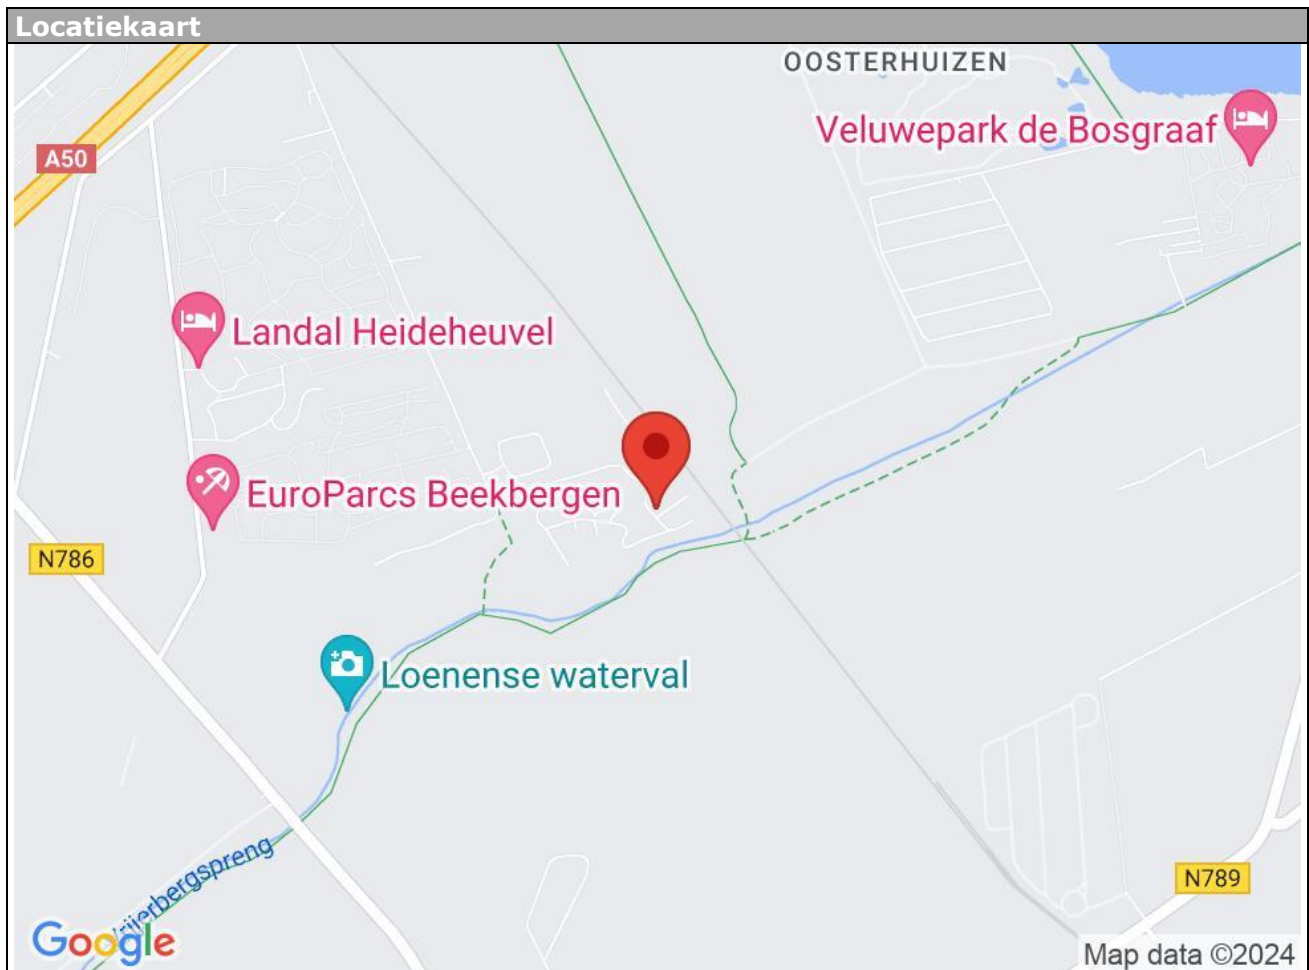 Locatiekaart
OOSTERHUIZEN
Veluwepark de Bosgraaf
A50
Landal Heideheuvel
EuroParcs Beekbergen
N786
Loenense waterval
N789
Google
Map data ©2024